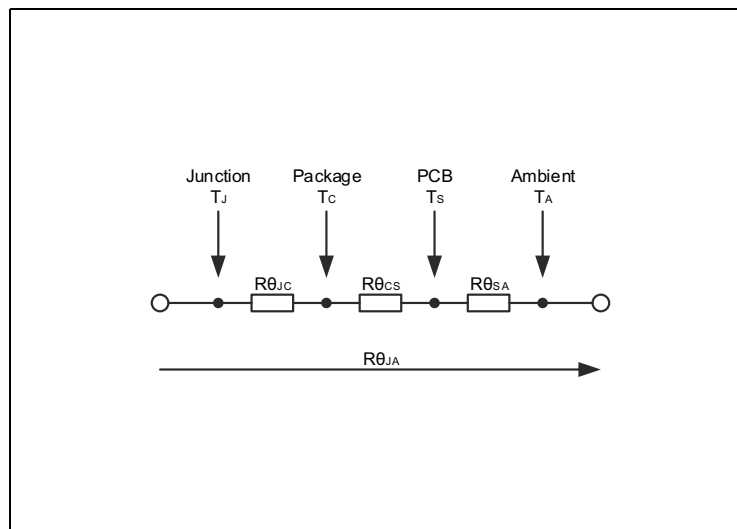 Junction Package PCB Ambient
TJ TC TS TA
RθJC RθCS RθSA
RθJA